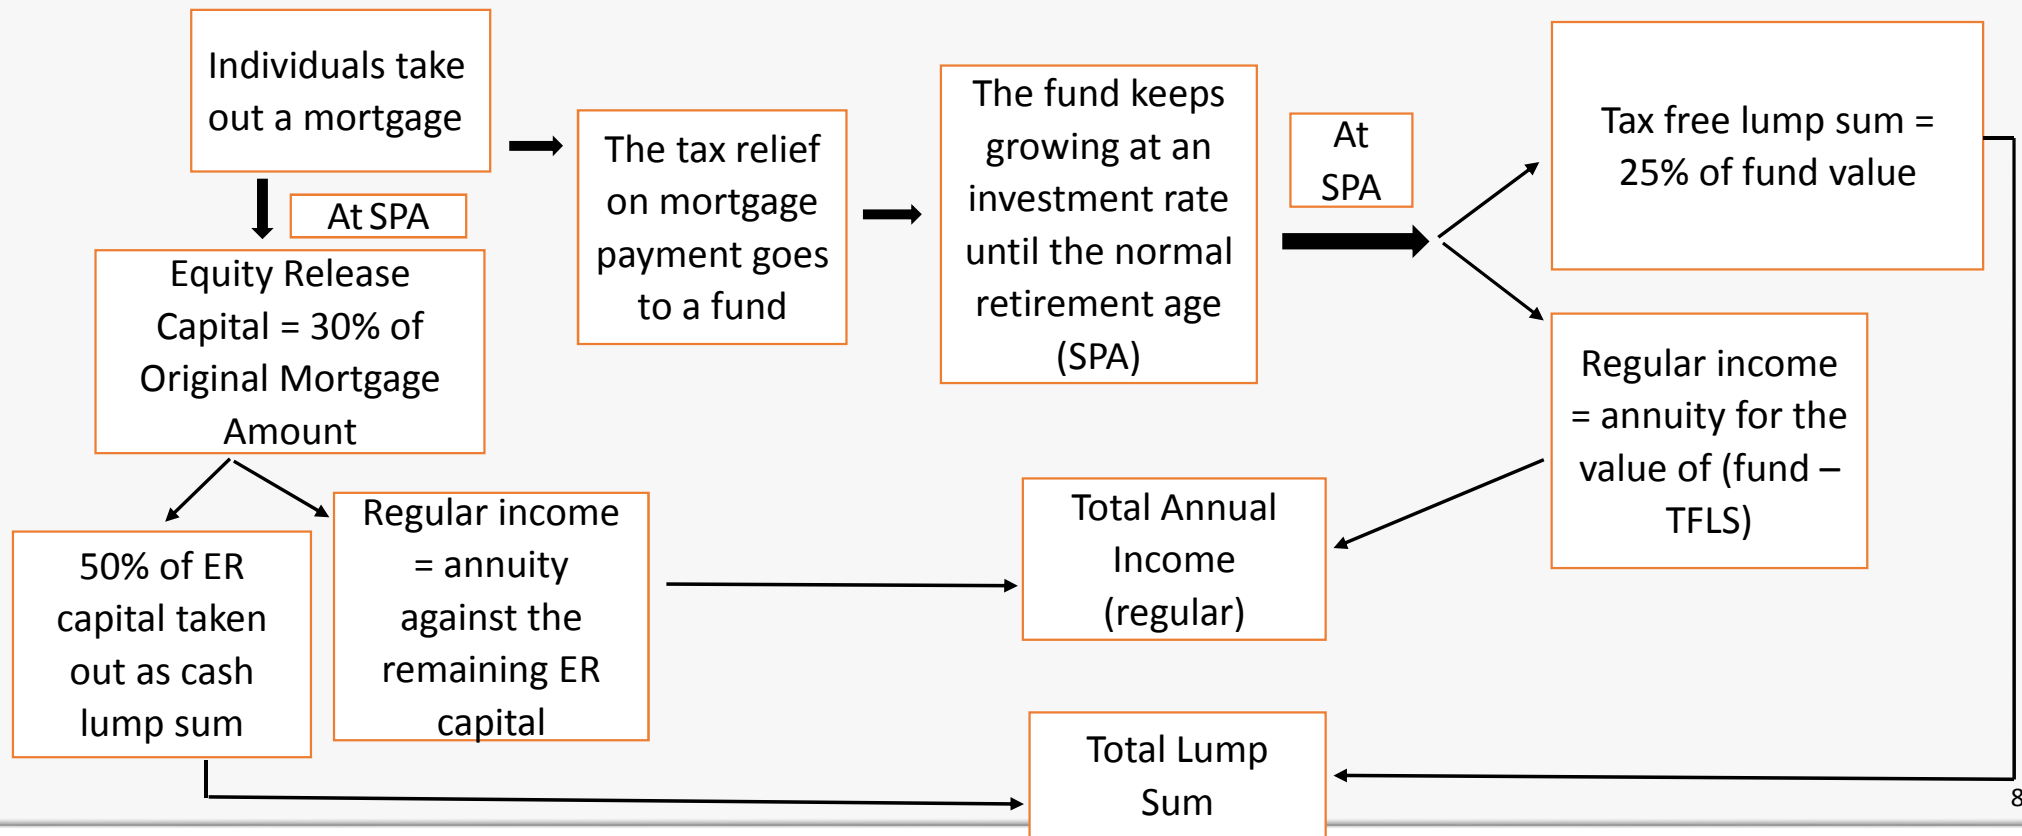 Individuals take
out a mortgage
The tax relief
on mortgage
payment goes
to a fund
The fund keeps
growing at an
investment rate
until the normal
retirement age
(SPA)
At
SPA
Tax free lump sum =
25% of fund value
Regular income
= annuity for the
value of (fund –
TFLS)
At SPA
Equity Release
Capital = 30% of
Original Mortgage
Amount
50% of ER
capital taken
out as cash
lump sum
Regular income
= annuity
against the
remaining ER
capital
Total Annual
Income
(regular)
Total Lump
Sum
8